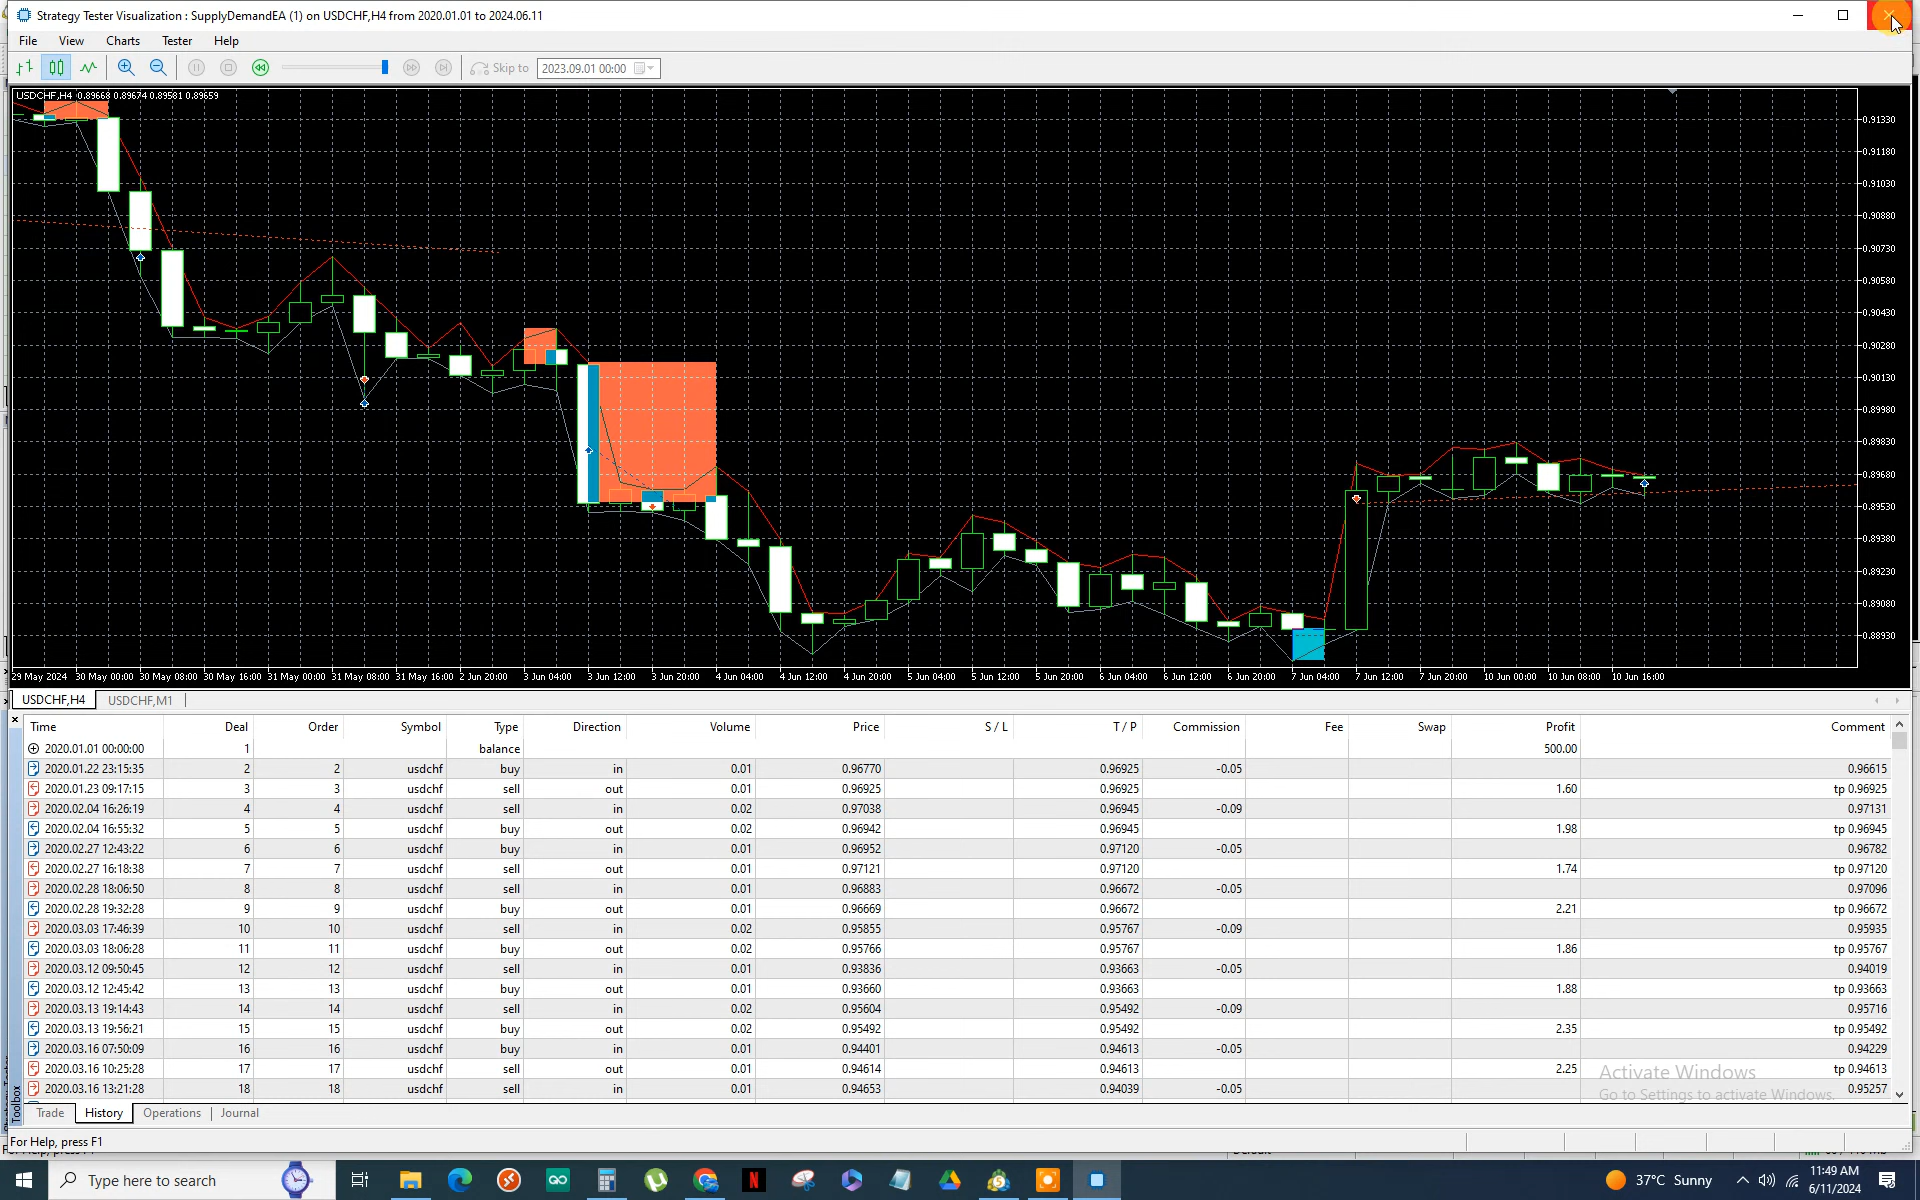 Strategy Tester Visualization : SupplyDemandEA (1) on USDCHF,H4 from 2020.01.01 to 2024.06.11
File View Charts Tester Help
Skip to 2023.09.01 00:00
USDCHF,H4 0.89668 0.89674 0.89581 0.89659
0.91330
0.91180
0.91030
0.90880
0.90730
0.90580
0.90430
0.90280
0.90130
0.89980
0.89830
0.89680
0.89530
0.89380
0.89230
0.89080
0.88930
29 May 2024 30 May 00:00 30 May 08:00 30 May 16:00 31 May 00:00 31 May 08:00 31 May 16:00 2 Jun 20:00 3 Jun 04:00 3 Jun 12:00 3 Jun 20:00 4 Jun 04:00 4 Jun 12:00 4 Jun 20:00 5 Jun 04:00 5 Jun 12:00 5 Jun 20:00 6 Jun 04:00 6 Jun 12:00 6 Jun 20:00 7 Jun 04:00 7 Jun 12:00 7 Jun 20:00 10 Jun 00:00 10 Jun 08:00 10 Jun 16:00
USDCHF,H4 USDCHF,M1
Time Deal Order Symbol Type Direction Volume Price S / L T / P Commission Fee Swap Profit Comment
2020.01.01 00:00:00 1 balance 500.00
2020.01.22 23:15:35 2 2 usdchf buy in 0.01 0.96770 0.96925 -0.05 0.96615
2020.01.23 09:17:15 3 3 usdchf sell out 0.01 0.96925 0.96925 1.60 tp 0.96925
2020.02.04 16:26:19 4 4 usdchf sell in 0.02 0.97038 0.96945 -0.09 0.97131
2020.02.04 16:55:32 5 5 usdchf buy out 0.02 0.96942 0.96945 1.98 tp 0.96945
2020.02.27 12:43:22 6 6 usdchf buy in 0.01 0.96952 0.97120 -0.05 0.96782
2020.02.27 16:18:38 7 7 usdchf sell out 0.01 0.97121 0.97120 1.74 tp 0.97120
2020.02.28 18:06:50 8 8 usdchf sell in 0.01 0.96883 0.96672 -0.05 0.97096
2020.02.28 19:32:28 9 9 usdchf buy out 0.01 0.96669 0.96672 2.21 tp 0.96672
2020.03.03 17:46:39 10 10 usdchf sell in 0.02 0.95855 0.95767 -0.09 0.95935
2020.03.03 18:06:28 11 11 usdchf buy out 0.02 0.95766 0.95767 1.86 tp 0.95767
2020.03.12 09:50:45 12 12 usdchf sell in 0.01 0.93836 0.93663 -0.05 0.94019
2020.03.12 12:45:42 13 13 usdchf buy out 0.01 0.93660 0.93663 1.88 tp 0.93663
2020.03.13 19:14:43 14 14 usdchf sell in 0.02 0.95604 0.95492 -0.09 0.95716
2020.03.13 19:56:21 15 15 usdchf buy out 0.02 0.95492 0.95492 2.35 tp 0.95492
2020.03.16 07:50:09 16 16 usdchf buy in 0.01 0.94401 0.94613 -0.05 0.94229
2020.03.16 10:25:28 17 17 usdchf sell out 0.01 0.94614 0.94613 2.25 tp 0.94613
2020.03.16 13:21:28 18 18 usdchf sell in 0.01 0.94653 0.94039 -0.05 0.95257
Activate Windows
Go to Settings to activate Windows.
Toolbox
Trade History Operations Journal
For Help, press F1
Type here to search
37°C Sunny
11:49 AM
6/11/2024